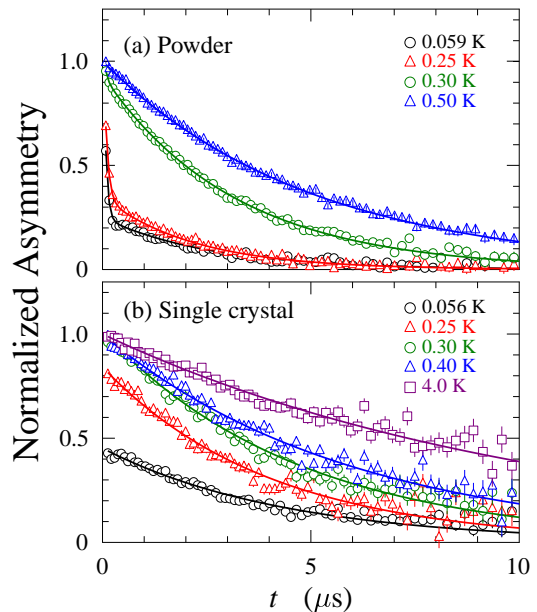 (a) Powder
0.059 K
0.25 K
0.30 K
0.50 K
1.0
0.5
0
Normalized Asymmetry
(b) Single crystal
0.056 K
0.25 K
0.30 K
0.40 K
4.0 K
1.0
0.5
0
0 5 10
t (μs)